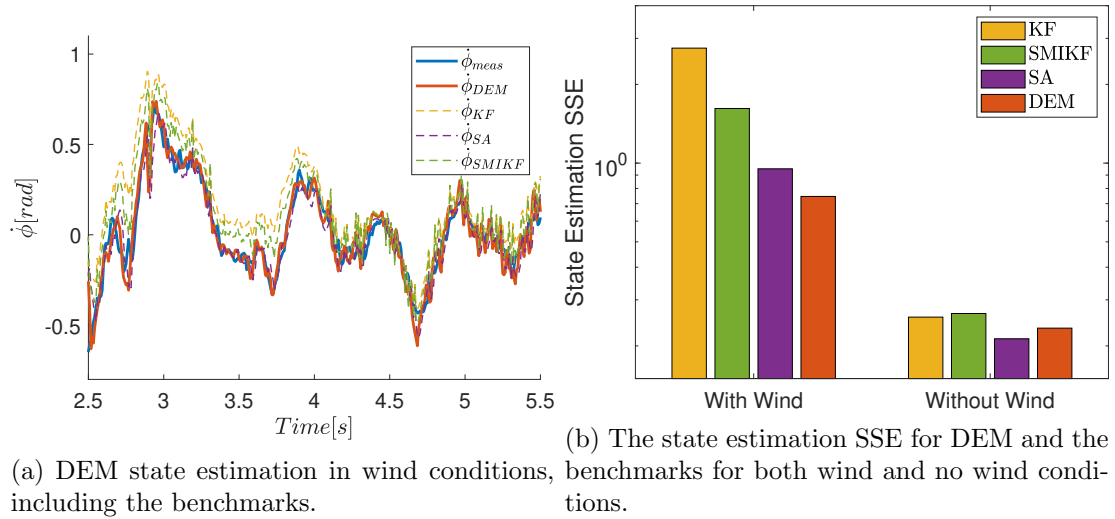 1
0.5
0
-0.5
ϕ̇[rad]
2.5 3 3.5 4 4.5 5 5.5
Time[s]
ϕ̇meas
ϕ̇DEM
ϕ̇KF
ϕ̇SA
ϕ̇SMIKF
(a) DEM state estimation in wind conditions,
including the benchmarks.
State Estimation SSE
10⁰
KF
SMIKF
SA
DEM
With Wind Without Wind
(b) The state estimation SSE for DEM and the
benchmarks for both wind and no wind condi-
tions.